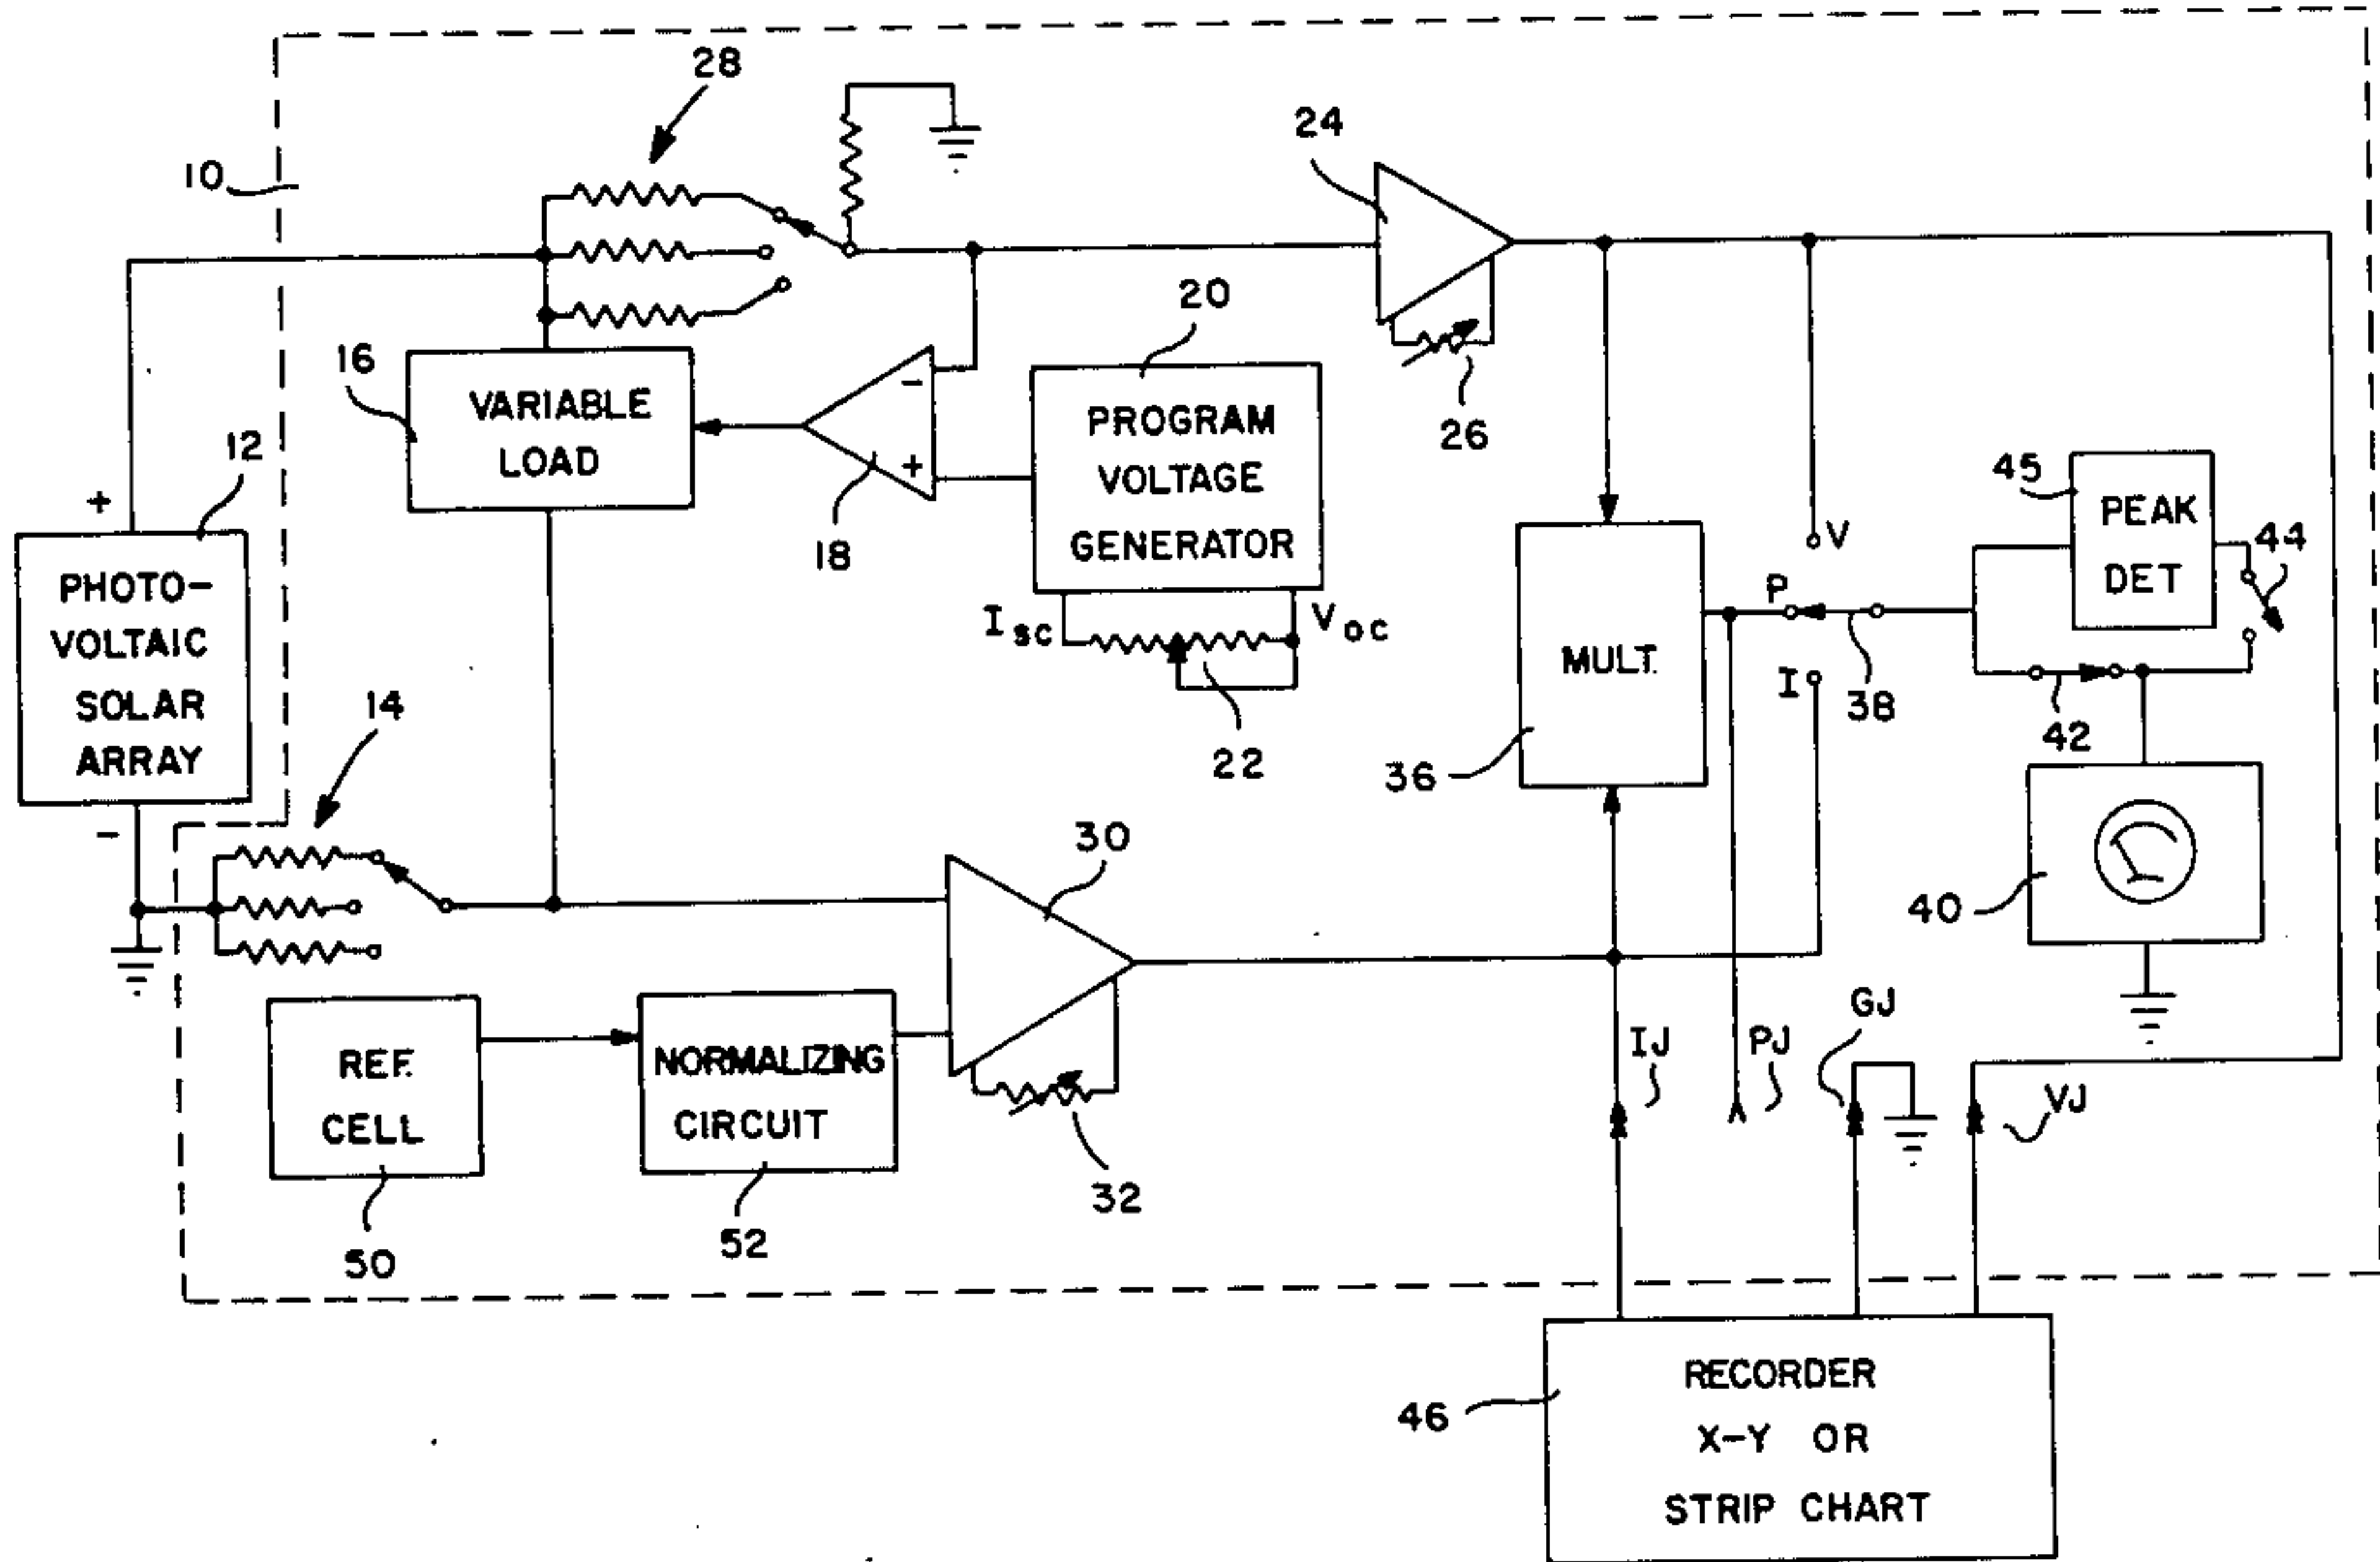 28
10
24
20
16
12
VARIABLE
LOAD
-
+
18
PROGRAM
VOLTAGE
GENERATOR
26
45
PEAK
DET
44
+
PHOTO-
VOLTAIC
SOLAR
ARRAY
-
Isc
Voc
22
14
V
P
I
38
42
MULT.
36
40
30
REF.
CELL
50
NORMALIZING
CIRCUIT
52
32
IJ
PJ
GJ
VJ
46
RECORDER
X-Y OR
STRIP CHART